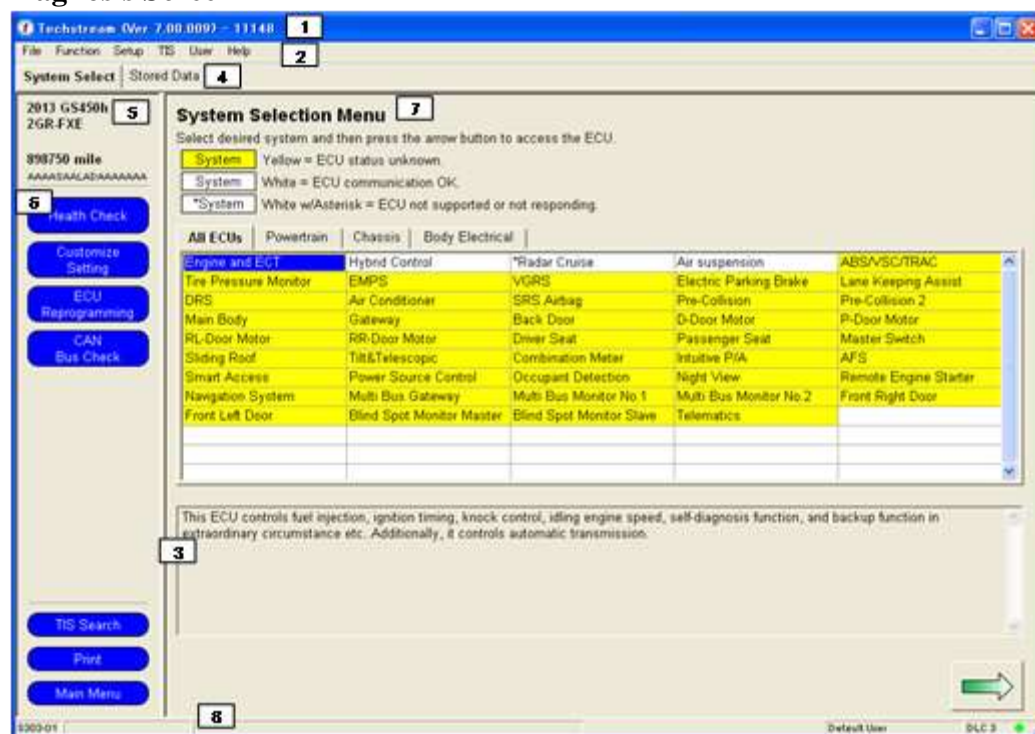 Techstream (Ver 7.00.009) - 11148 1
File Function Setup TIS User Help 2
System Select Stored Data 4
2013 GS450h 5
2GR-FXE
898750 mile
6
Health Check
Customize
Setting
ECU
Reprogramming
CAN
Bus Check
System Selection Menu 7
Select desired system and then press the arrow button to access the ECU.
System Yellow = ECU status unknown.
System White = ECU communication OK.
*System White w/Asterisk = ECU not supported or not responding.
All ECUs Powertrain Chassis Body Electrical
Engine and ECT Hybrid Control *Radar Cruise Air suspension ABS/VSC/TRAC
Tire Pressure Monitor EMPS VGRS Electric Parking Brake Lane Keeping Assist
DRS Air Conditioner SRS Airbag Pre-Collision Pre-Collision 2
Main Body Gateway Back Door D-Door Motor P-Door Motor
RL-Door Motor RR-Door Motor Driver Seat Passenger Seat Master Switch
Sliding Roof Tilt&Telescopic Combination Meter Intuitive P/A AFS
Smart Access Power Source Control Occupant Detection Night View Remote Engine Starter
Navigation System Multi Bus Gateway Multi Bus Monitor No.1 Multi Bus Monitor No.2 Front Right Door
Front Left Door Blind Spot Monitor Master Blind Spot Monitor Slave Telematics
This ECU controls fuel injection, ignition timing, knock control, idling engine speed, self-diagnosis function, and backup function in
extraordinary circumstance etc. Additionally, it controls automatic transmission.
3
TIS Search
Print
Main Menu
S303-01 8 Default User DLC 3